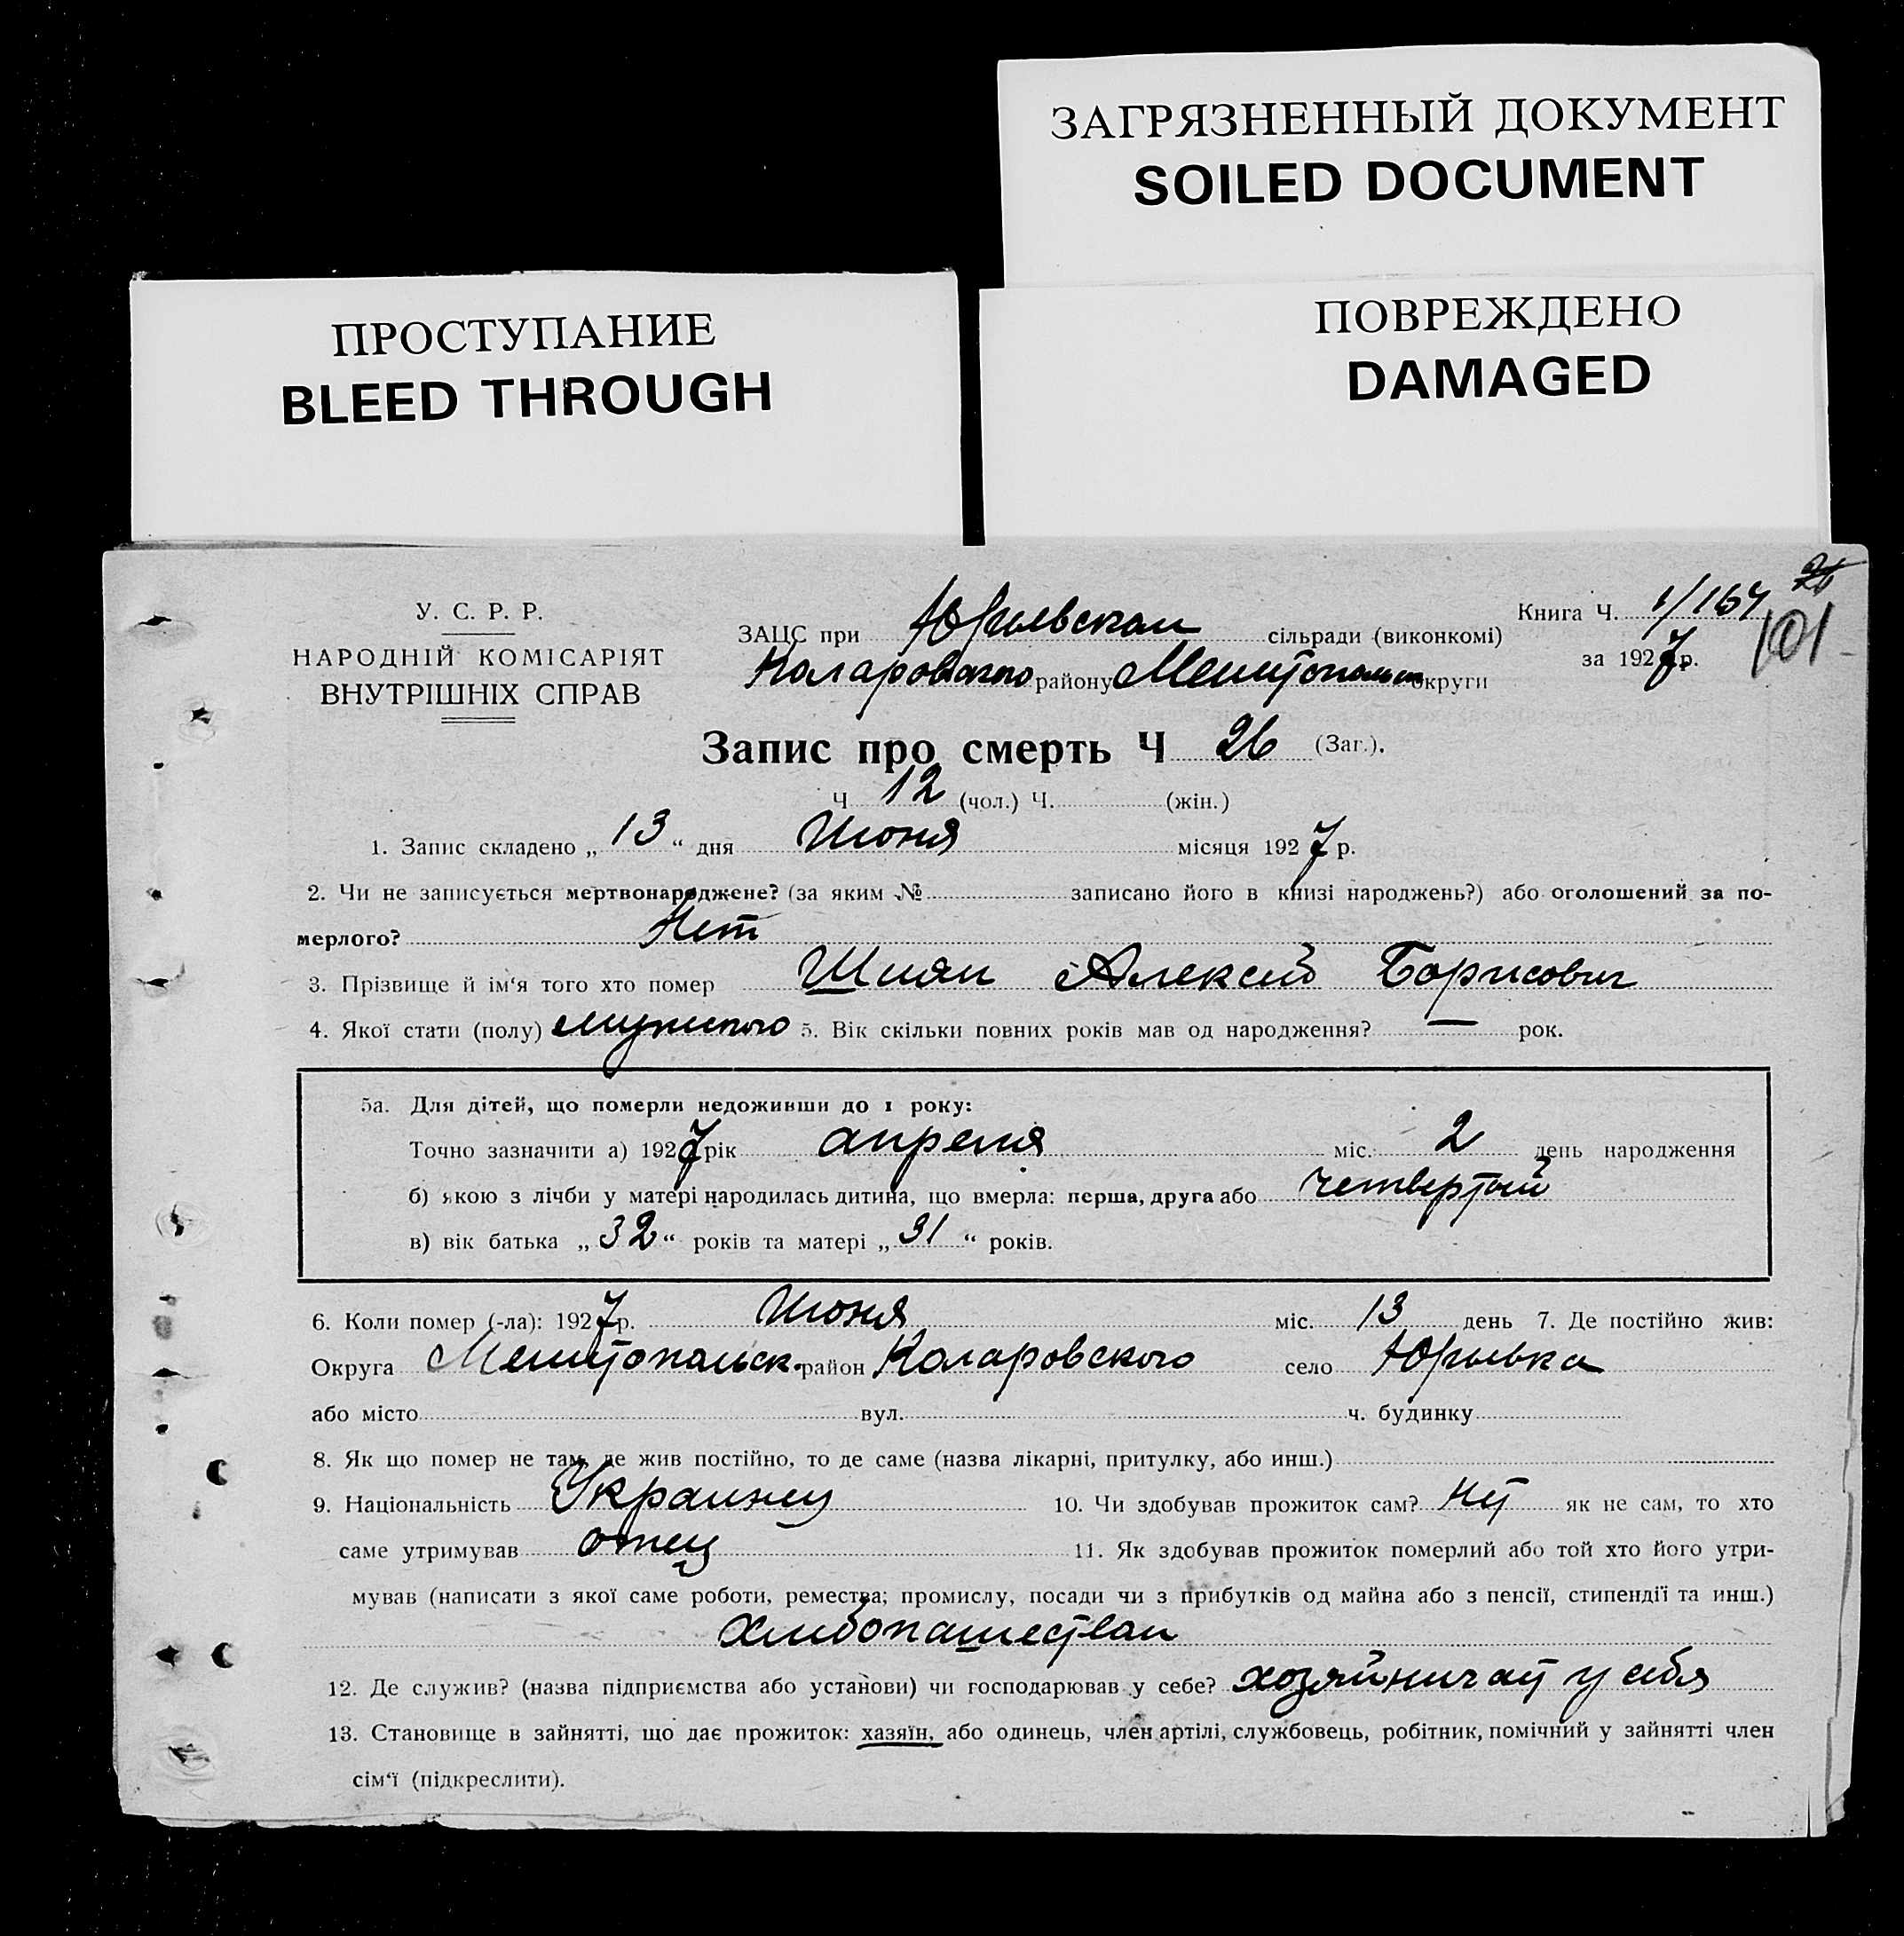 ЗАГРЯЗНЕННЫЙ ДОКУМЕНТ
SOILED DOCUMENT
ПРОСТУПАНИЕ
BLEED THROUGH
ПОВРЕЖДЕНО
DAMAGED
У. С. Р. Р.
НАРОДНІЙ КОМІСАРІЯТ
ВНУТРІШНІХ СПРАВ
26
Книга Ч. 1/164
101
за 1927 р.
ЗАЦС при Юрьевском сільради (виконкомі)
Коларовского району Мелитопольск округи
Запис про смерть Ч 26 (Заг.).
Ч 12 (чол.) Ч. (жін.)
1. Запис складено „ 13 “ дня Июня місяця 1927 р.
2. Чи не записується мертвонароджене? (за яким № записано його в книзі народжень?) або оголошений за по-
мерлого? Нет
3. Прізвище й ім‘я того хто помер Шиян Алексей Борисович
4. Якої стати (полу) мужского 5. Вік скільки повних років мав од народження? — рок.
5а. Для дітей, що померли недоживши до 1 року:
Точно зазначити а) 1927 рік апреля міс. 2 день народження
б) якою з лічби у матері народилась дитина, що вмерла: перша, друга або четвертой
в) вік батька „ 32 “ років та матері „ 31 “ років.
6. Коли помер (-ла): 1927 р. Июня міс. 13 день 7. Де постійно жив:
Округа Мелитопольск. район Коларовского село Юрьевка
або місто вул. ч. будинку
8. Як що помер не там, де жив постійно, то де саме (назва лікарні, притулку, або инш.)
9. Національність Украинец 10. Чи здобував прожиток сам? Нет як не сам, то хто
саме утримував отец 11. Як здобував прожиток померлий або той хто його утри-
мував (написати з якої саме роботи, ремества; промислу, посади чи з прибутків од майна або з пенсії, стипендії та инш.)
Хлибопашеством
12. Де служив? (назва підприємства або установи) чи господарював у себе? хозяйничает у себя
13. Становище в зайнятті, що дає прожиток: хазяїн, або одинець, член артілі, службовець, робітник, помічний у зайнятті член
сім‘ї (підкреслити).